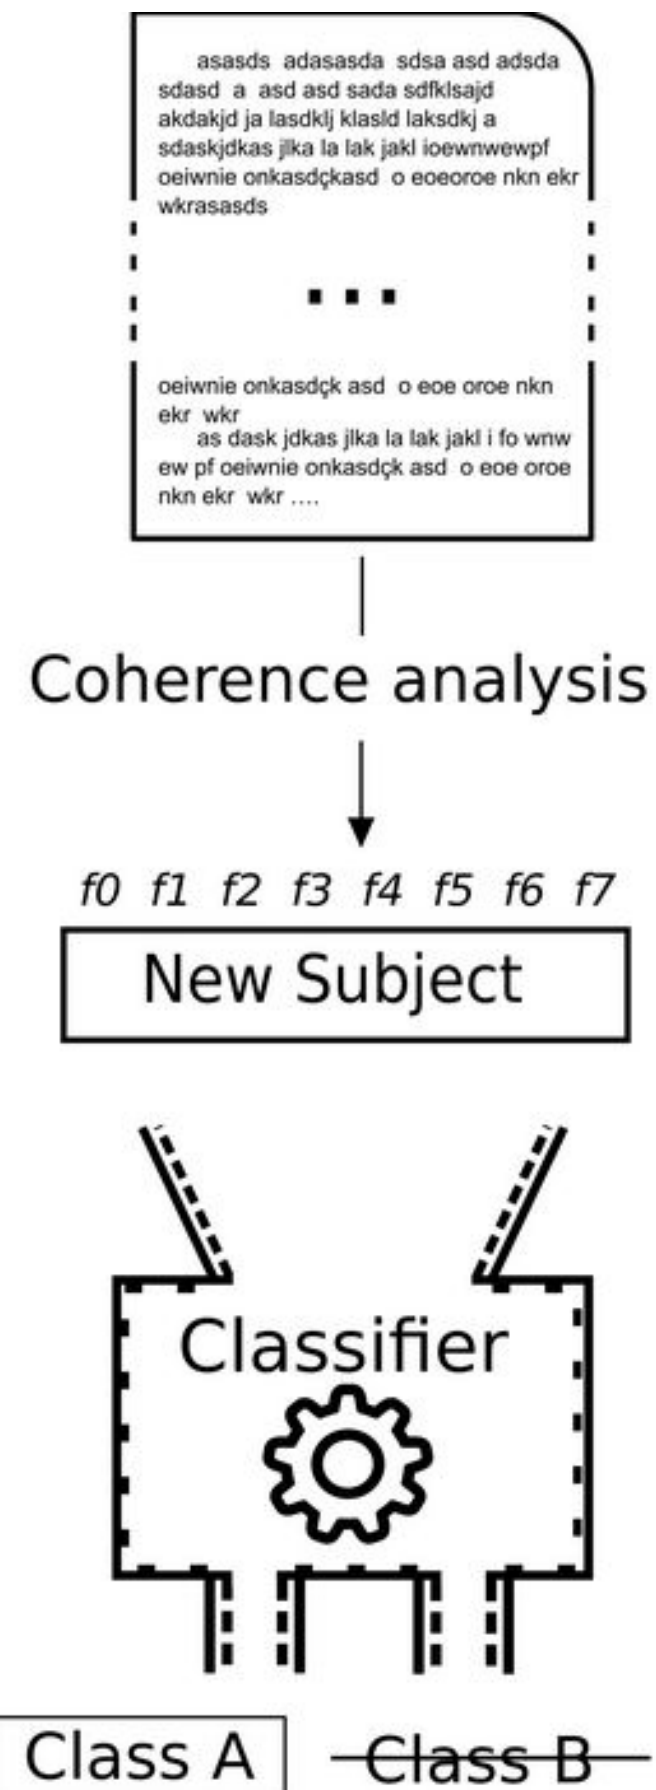 asasds adasasda sdsa asd adsda
sdasd a asd asd sada sdfklsajd
akdakjd ja lasdklj klasld laksdkj a
sdaskjdkas jlka la lak jakl ioewnwewpf
oeiwnie onkasdçkasd o eoeoroe nkn ekr
wkrasasds
...
oeiwnie onkasdçk asd o eoe oroe nkn
ekr wkr
as dask jdkas jlka la lak jakl i fo wnw
ew pf oeiwnie onkasdçk asd o eoe oroe
nkn ekr wkr ....
Coherence analysis
f0 f1 f2 f3 f4 f5 f6 f7
New Subject
Classifier
Class A Class B